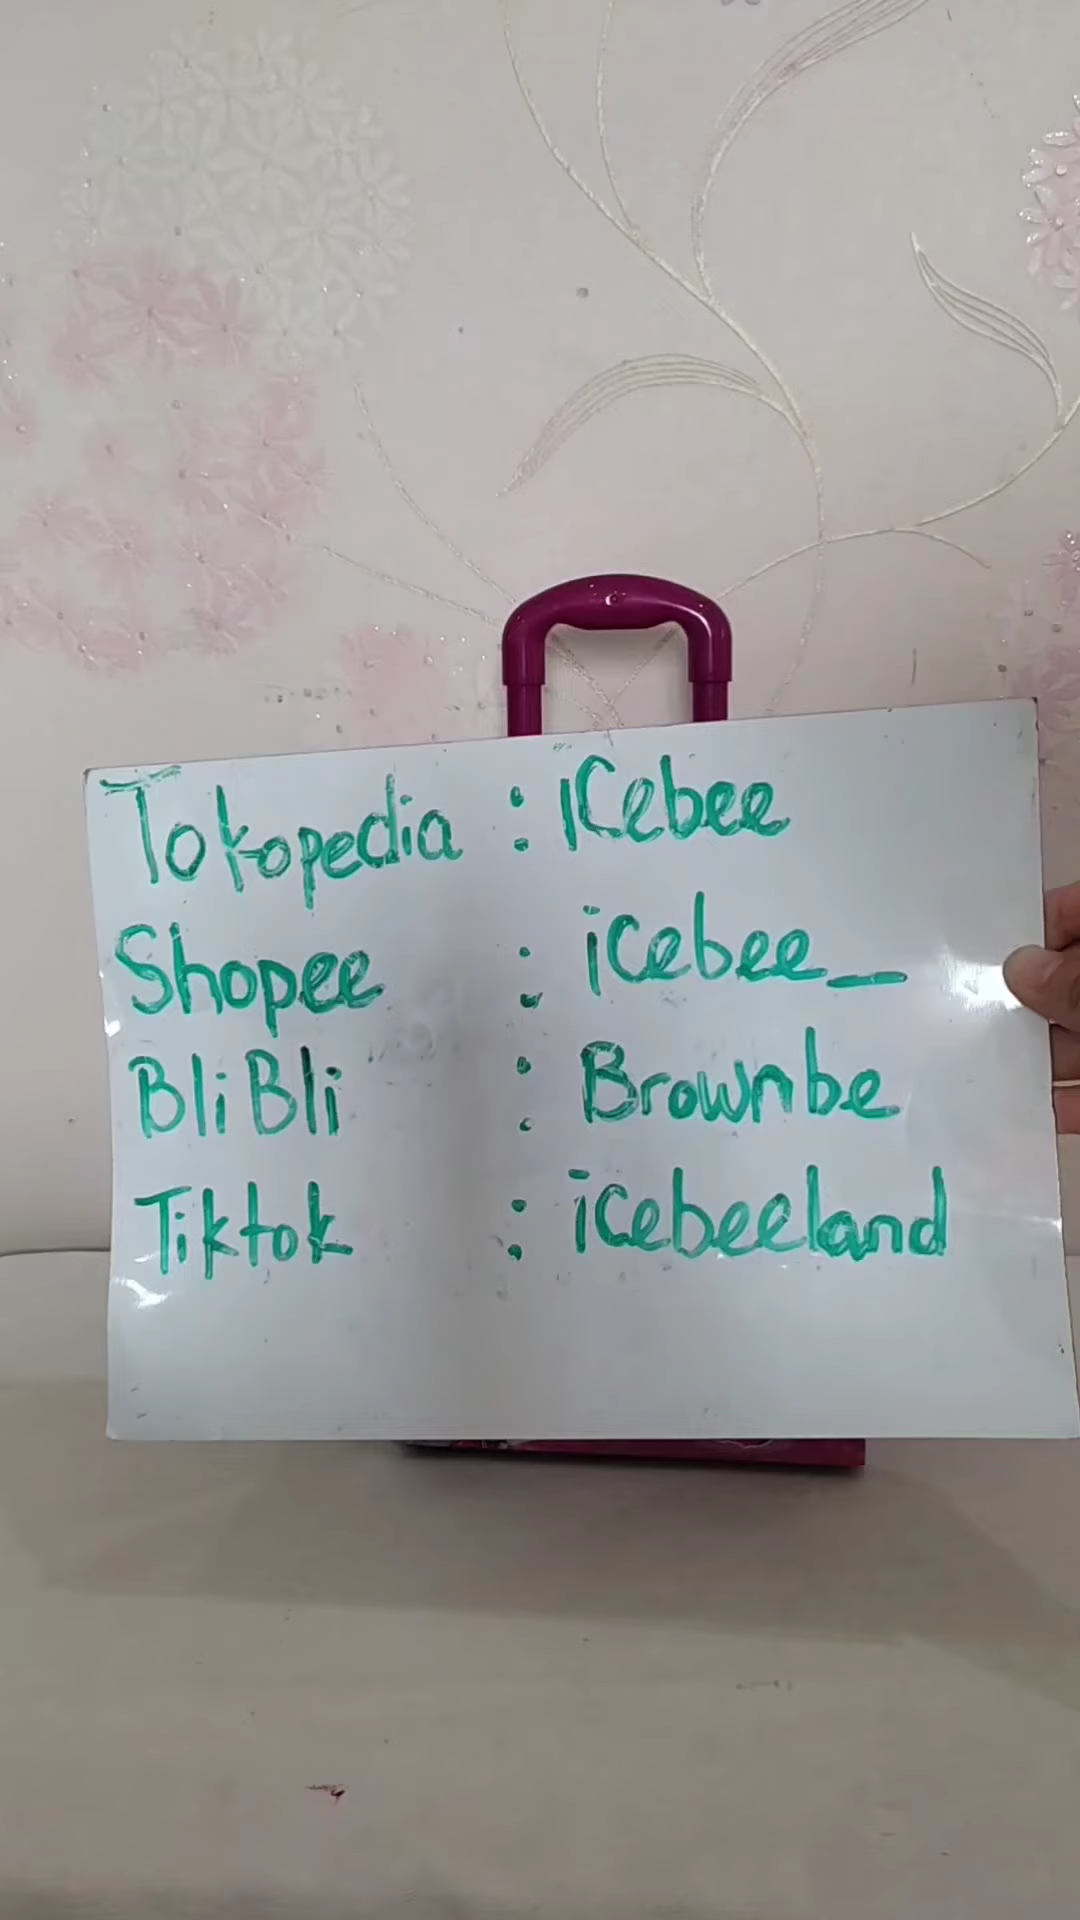 Tokopedia : icebee
Shopee : icebee_
BliBli : Brownbe
Tiktok : icebeeland